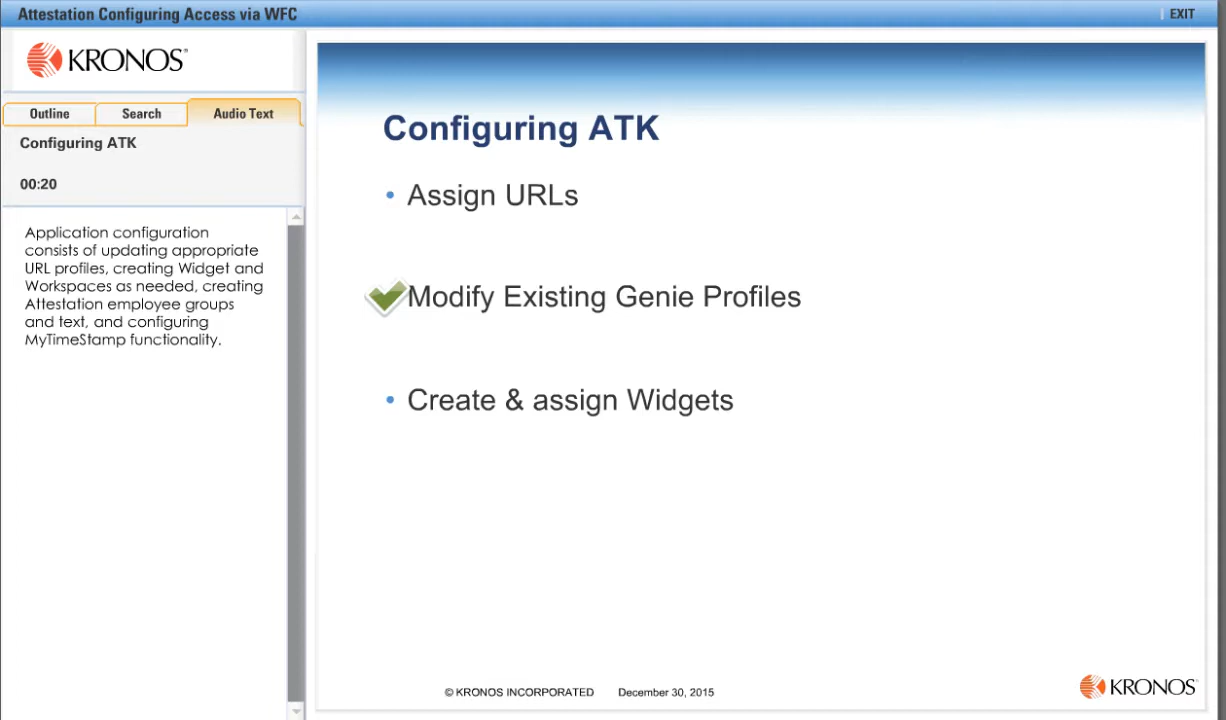 Attestation Configuring Access via WFC
EXIT
KRONOS®
Outline
Search
Audio Text
Configuring ATK
00:20
Application configuration
consists of updating appropriate
URL profiles, creating Widget and
Workspaces as needed, creating
Attestation employee groups
and text, and configuring
MyTimeStamp functionality.
Configuring ATK
• Assign URLs
Modify Existing Genie Profiles
• Create & assign Widgets
© KRONOS INCORPORATED December 30, 2015
KRONOS®